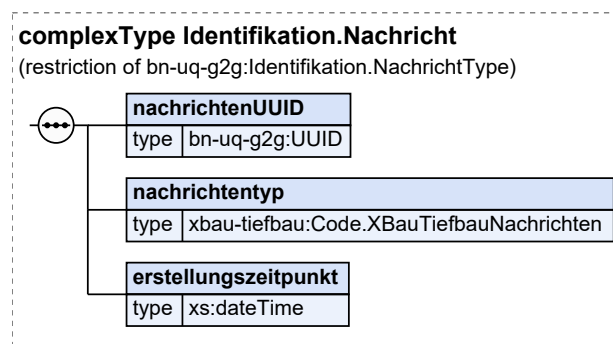 complexType Identifikation.Nachricht
(restriction of bn-uq-g2g:Identifikation.NachrichtType)
nachrichtenUUID
type bn-uq-g2g:UUID
nachrichtentyp
type xbau-tiefbau:Code.XBauTiefbauNachrichten
erstellungszeitpunkt
type xs:dateTime